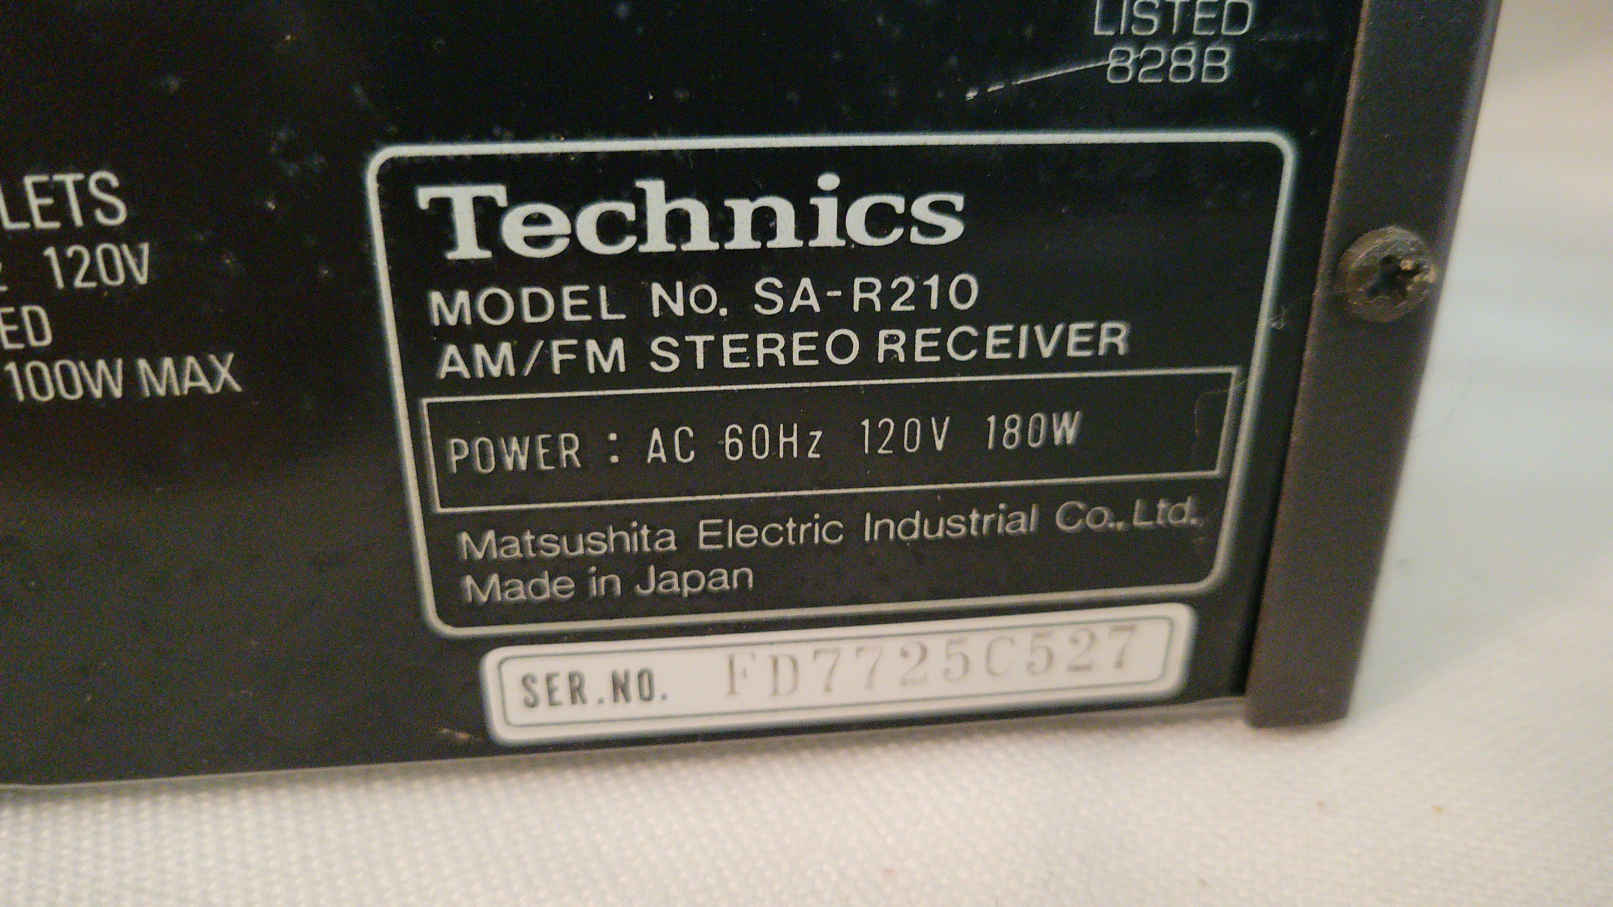 LISTED
828B
LETS
120V
ED
100W MAX
Technics
MODEL No. SA-R210
AM/FM STEREO RECEIVER
POWER : AC 60Hz 120V 180W
Matsushita Electric Industrial Co., Ltd.
Made in Japan
SER.NO. FD7725C527